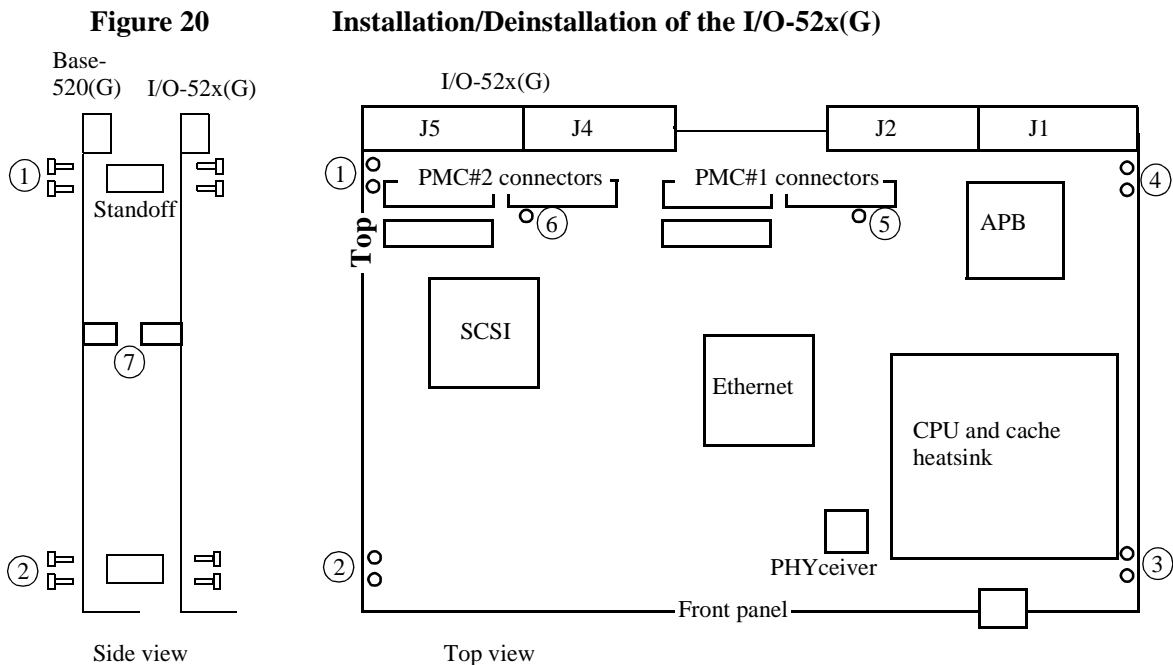 Figure 20 Installation/Deinstallation of the I/O-52x(G)
Base-
520(G) I/O-52x(G)
I/O-52x(G)
J5 J4 J2 J1
1
1
PMC#2 connectors
PMC#1 connectors
4
Standoff
6
5
APB
Top
SCSI
7
Ethernet
CPU and cache
heatsink
2
2
PHYceiver
3
Front panel
Side view
Top view